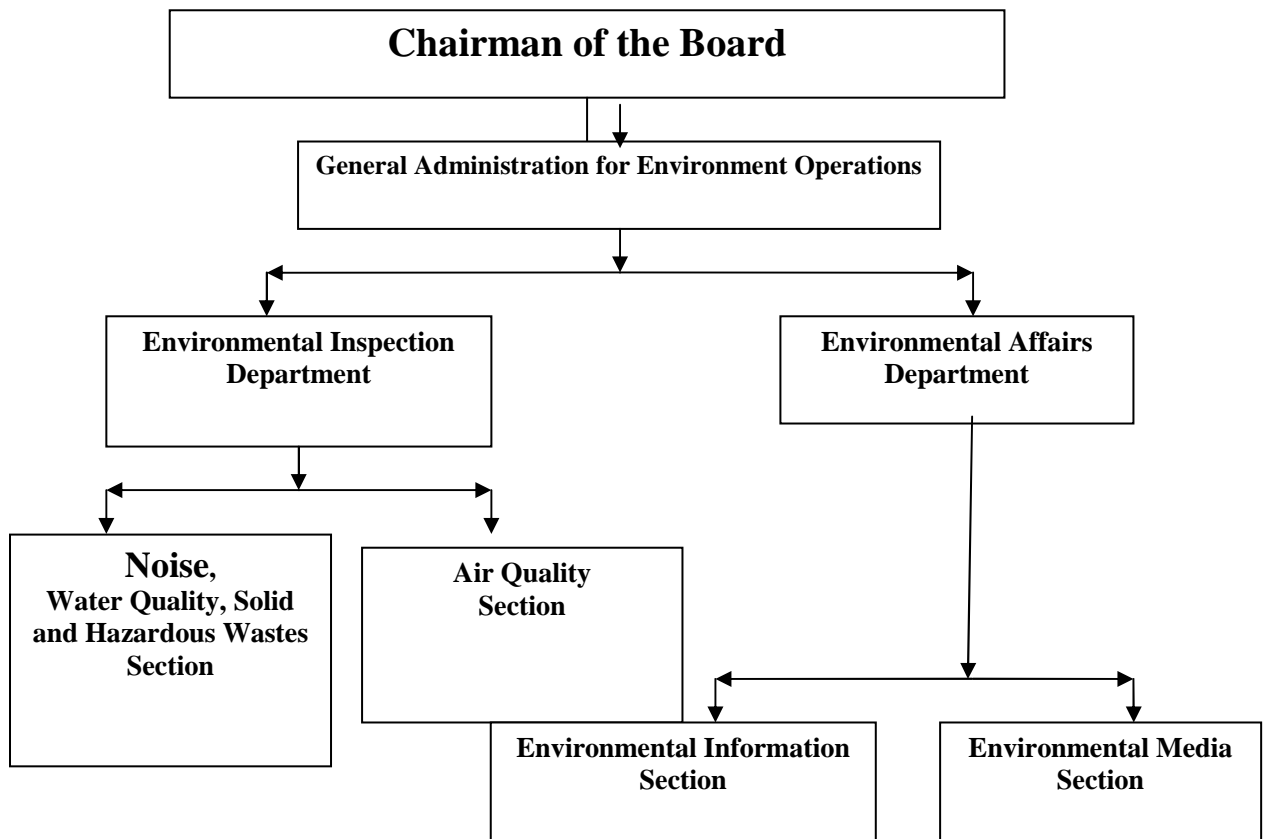 Chairman of the Board
General Administration for Environment Operations
Environmental Inspection
Department
Environmental Affairs
Department
Noise,
Water Quality, Solid
and Hazardous Wastes
Section
Air Quality
Section
Environmental Information
Section
Environmental Media
Section